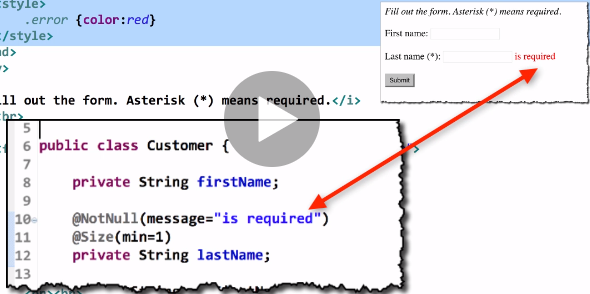 style>
.error {color:red}
/style>
>
ill out the form. Asterisk (*) means required.</i>
Fill out the form. Asterisk (*) means required.
First name:
Last name (*): is required
Submit
5
6 public class Customer {
7
8 private String firstName;
9
10 @NotNull(message="is required")
11 @Size(min=1)
12 private String lastName;
13